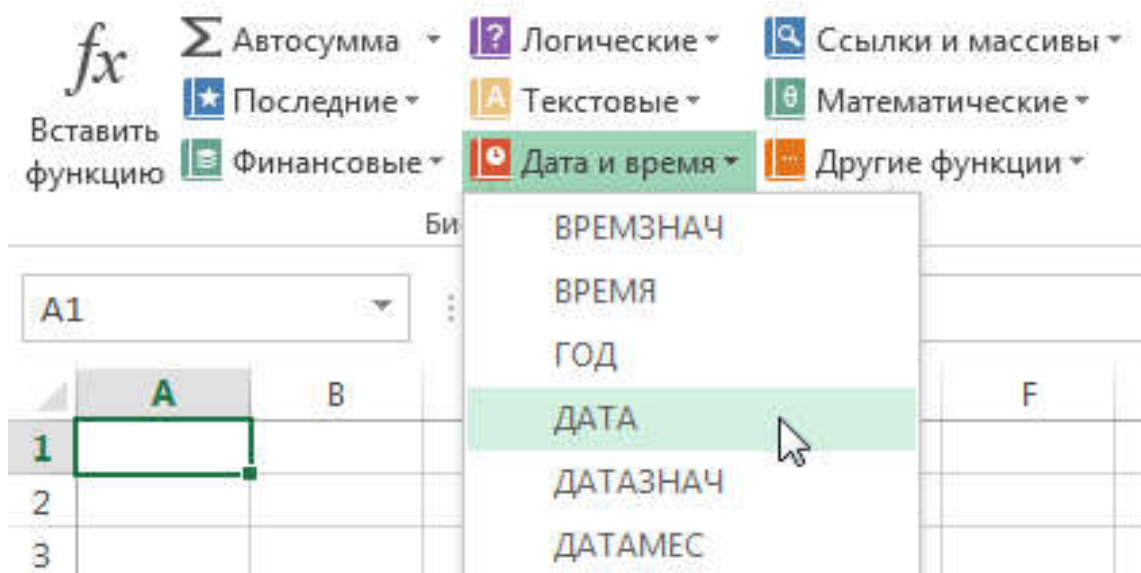 fx
Вставить
функцию
Автосумма
Последние
Финансовые
Логические
Текстовые
Дата и время
Ссылки и массивы
Математические
Другие функции
Би
ВРЕМЗНАЧ
ВРЕМЯ
ГОД
ДАТА
ДАТАЗНАЧ
ДАТАМЕС
A1
A B F
1
2
3